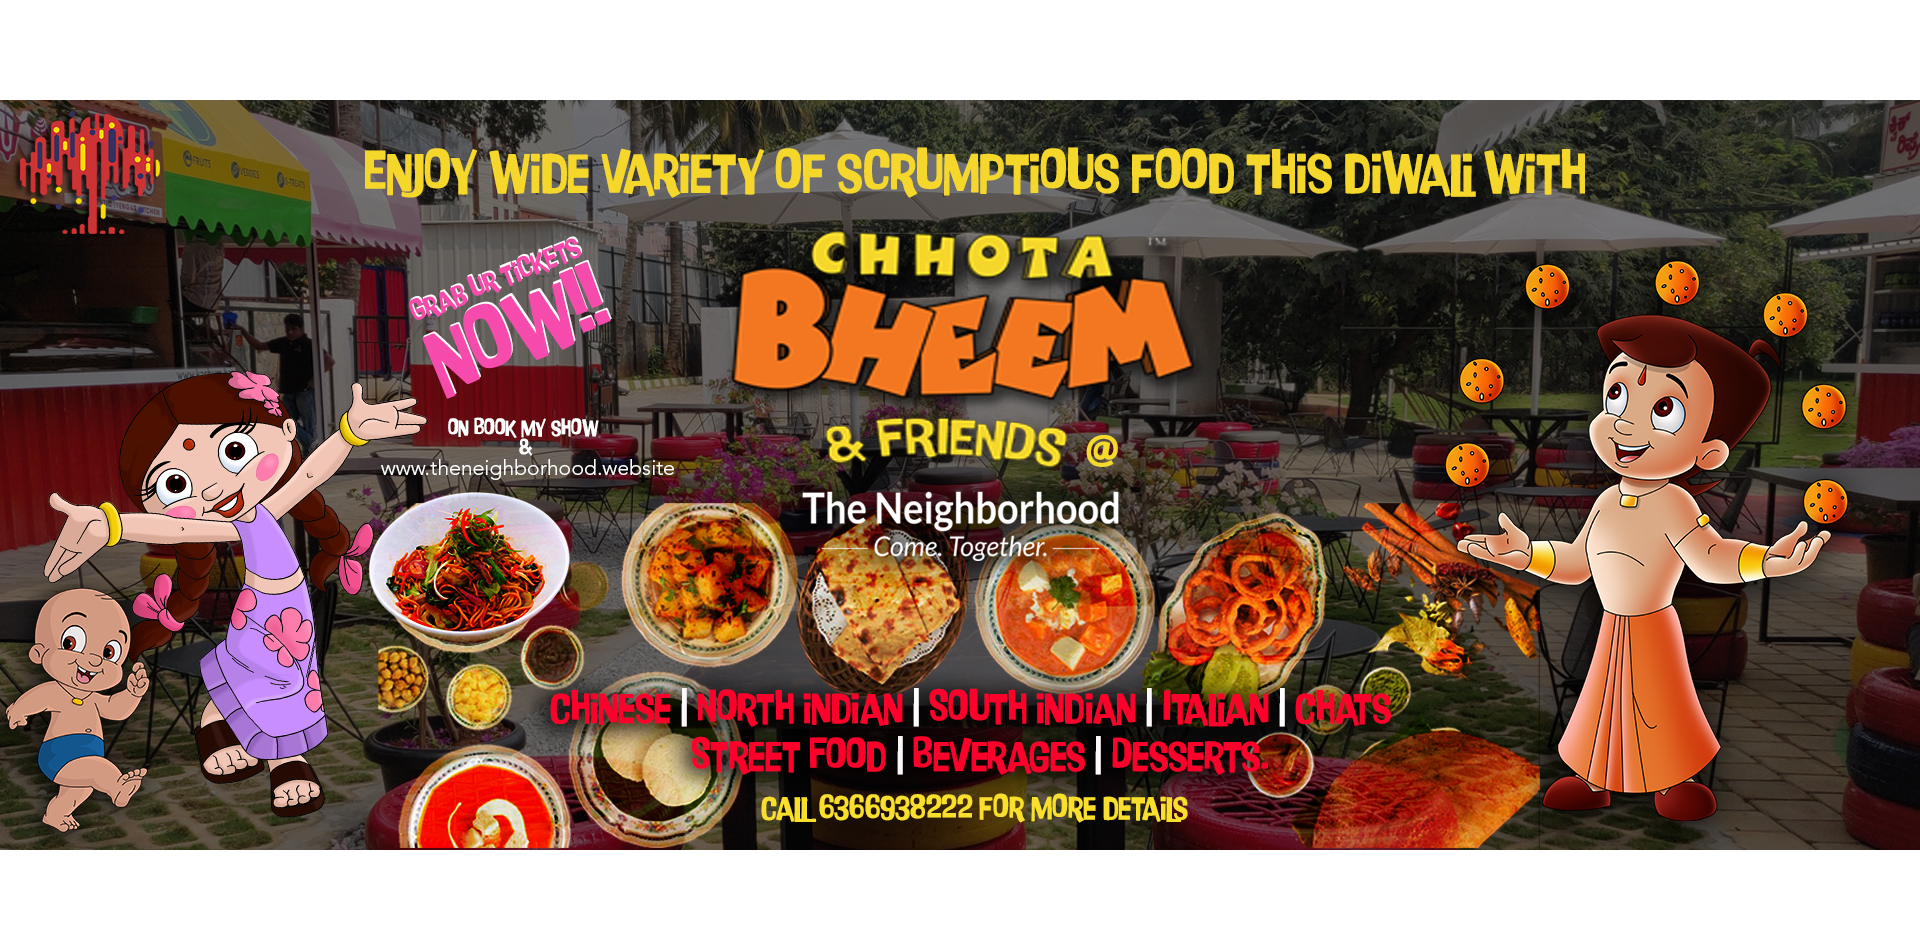 ENJOY WiDE VARiETY OF SCRUMPTiOUS FOOD THiS DiWALi WiTH
CHHOTA
BHEEM
& FRIENDS @
The Neighborhood
Come. Together.
GRAB UR TiCKETS
NOW!!
ON BOOK MY SHOW
&
www.theneighborhood.website
CHiNESE | NORTH iNDiAN | SOUTH iNDiAN | iTALiAN | CHATS
STREET FOOD | BEVERAGES | DESSERTS.
CALL 6366938222 FOR MORE DETAiLS
FRUITS
VEGGIES